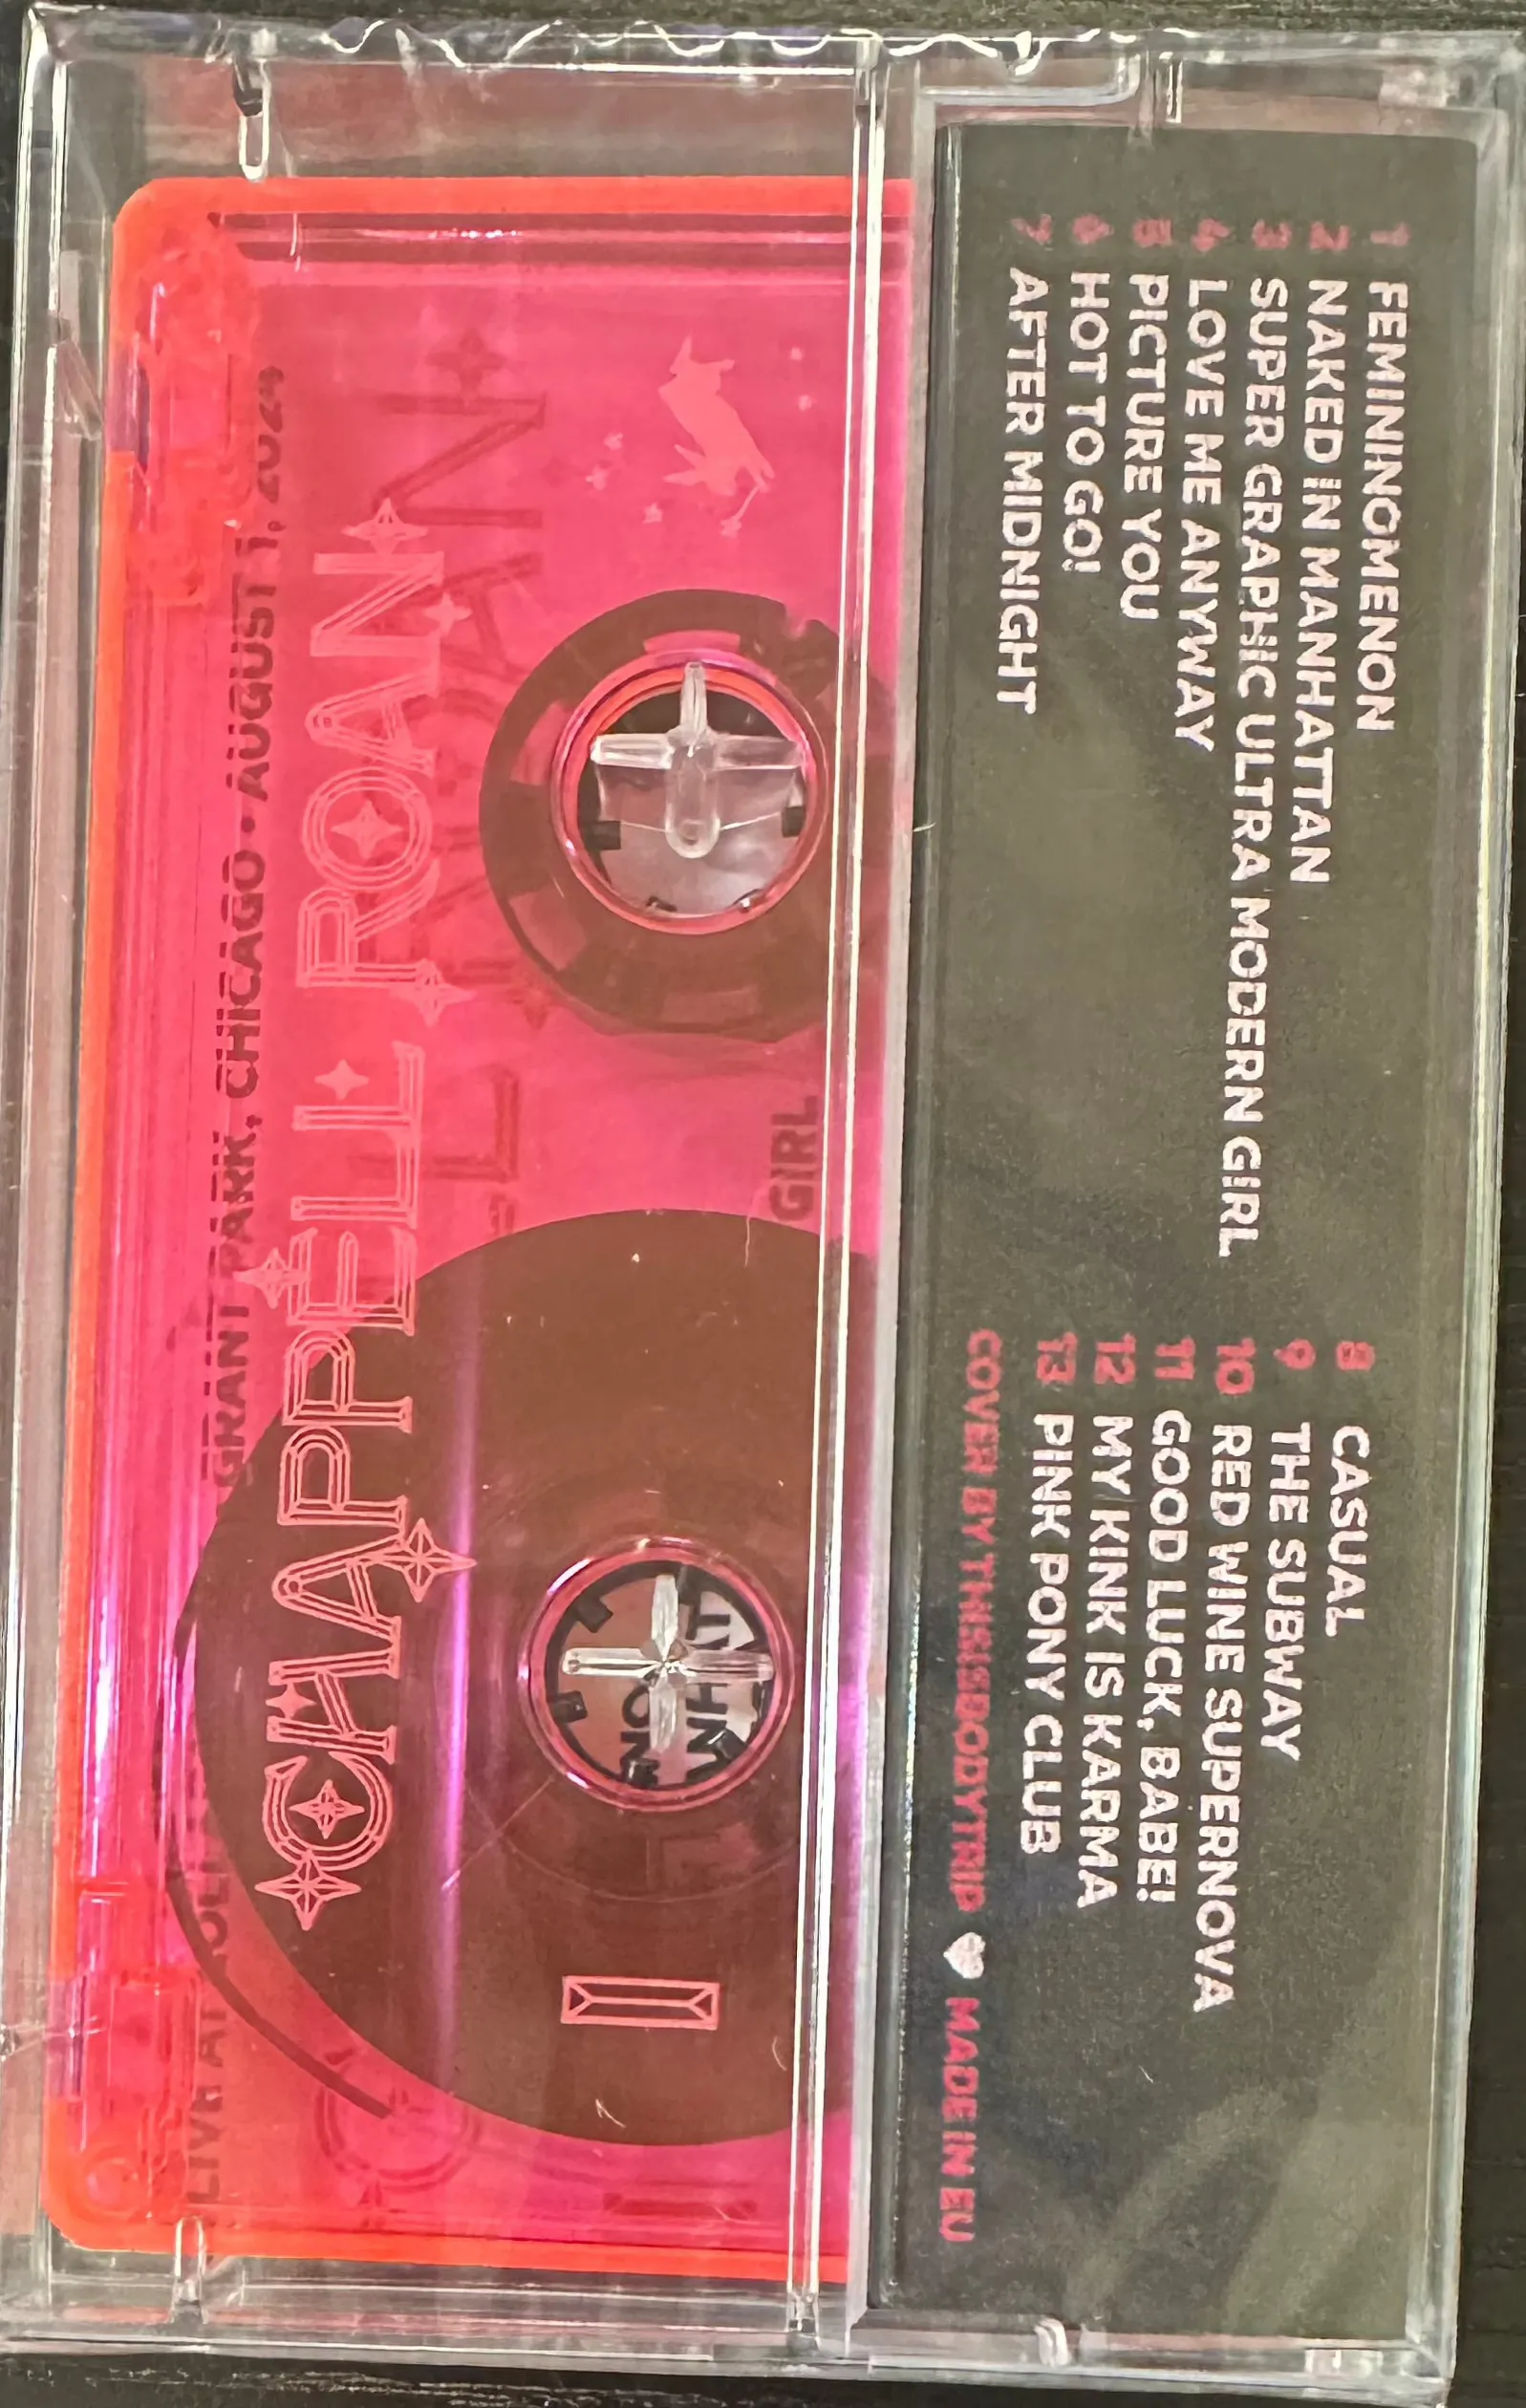 1 FEMININOMENON
2 NAKED IN MANHATTAN
3 SUPER GRAPHIC ULTRA MODERN GIRL
4 LOVE ME ANYWAY
5 PICTURE YOU
6 HOT TO GO!
7 AFTER MIDNIGHT
8 CASUAL
9 THE SUBWAY
10 RED WINE SUPERNOVA
11 GOOD LUCK, BABE!
12 MY KINK IS KARMA
13 PINK PONY CLUB
COVER BY THISISBODYTRIP ♥ MADE IN EU
GIRL
CHAPPELL ROAN
GRANT PARK, CHICAGO • AUGUST 1, 2024